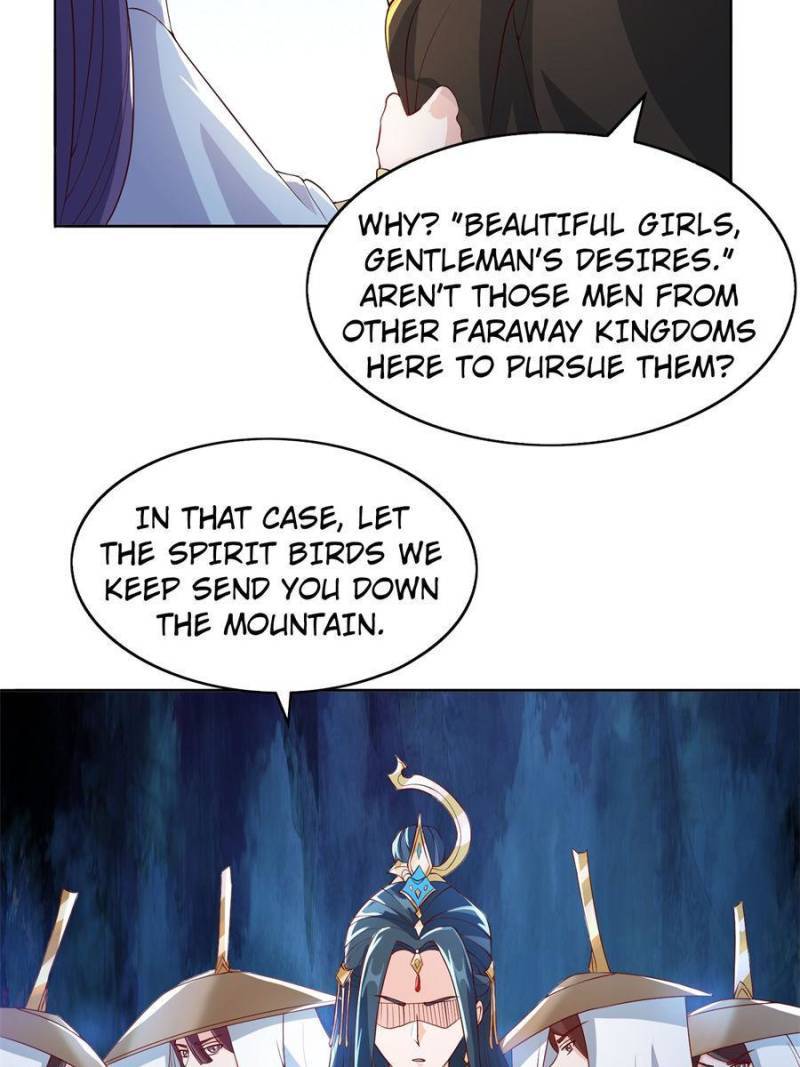 WHY? "BEAUTIFUL GIRLS,
GENTLEMAN'S DESIRES."
AREN'T THOSE MEN FROM
OTHER FARAWAY KINGDOMS
HERE TO PURSUE THEM?
IN THAT CASE, LET
THE SPIRIT BIRDS WE
KEEP SEND YOU DOWN
THE MOUNTAIN.